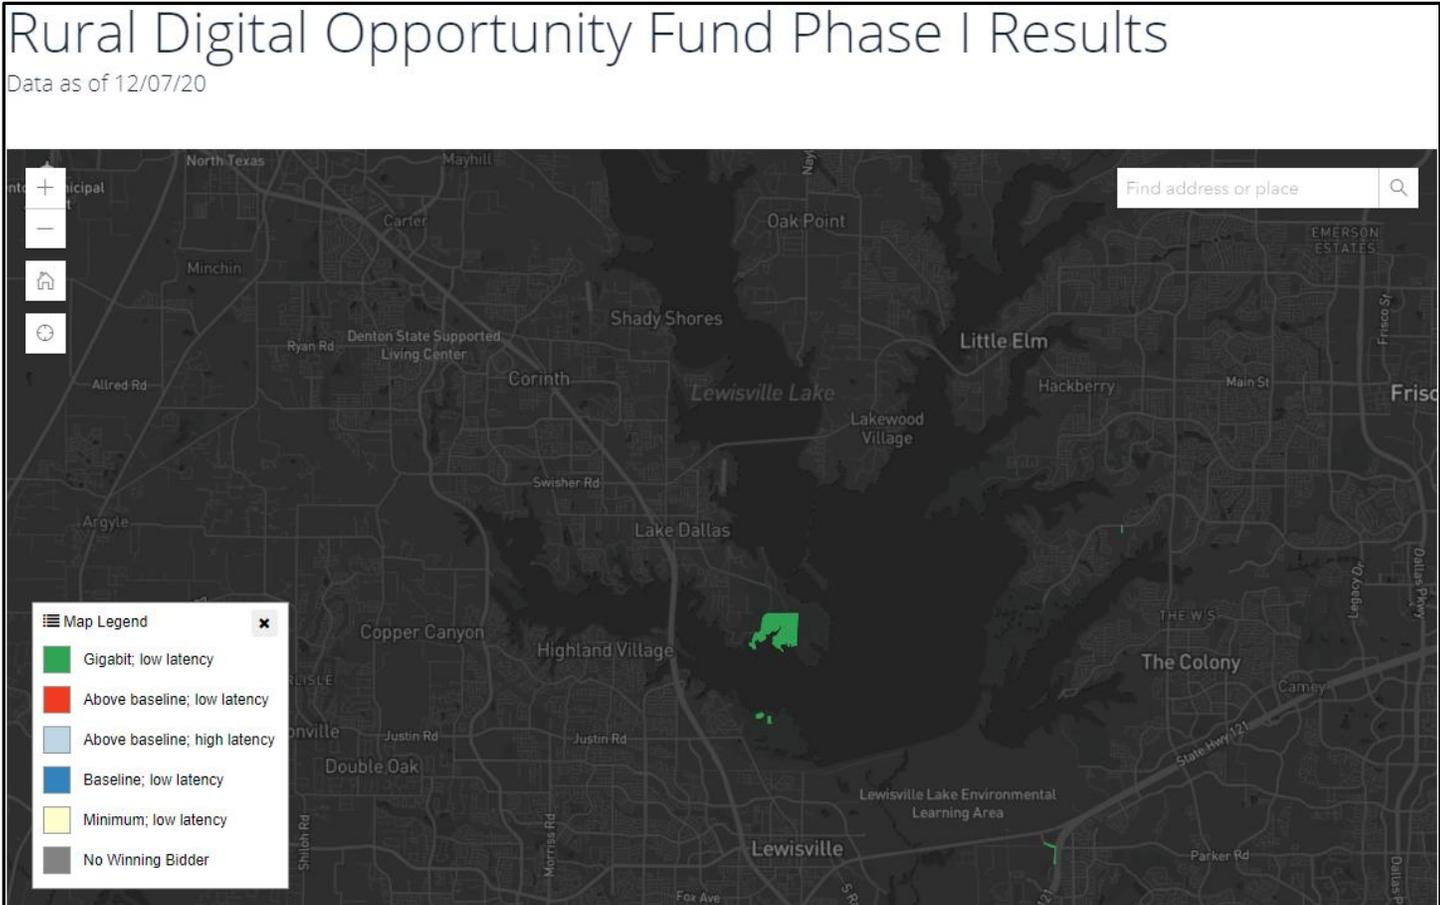 Rural Digital Opportunity Fund Phase I Results
Data as of 12/07/20
North Texas
Mayhill
Find address or place
Carter
Oak Point
EMERSON
ESTATES
Minchin
Frisco St
Shady Shores
Denton State Supported
Living Center
Ryan Rd
Little Elm
Corinth
Allred Rd
Lewisville Lake
Hackberry
Main St
Lakewood
Village
Swisher Rd
Argyle
Lake Dallas
Legacy Dr
Dallas Pkwy
THE W'S
Copper Canyon
Highland Village
The Colony
Camey
Map Legend
Gigabit; low latency
Above baseline; low latency
Above baseline; high latency
Baseline; low latency
Minimum; low latency
No Winning Bidder
Justin Rd
Justin Rd
State Hwy 121
Double Oak
Lewisville Lake Environmental
Learning Area
Shiloh Rd
Morriss Rd
Lewisville
Parker Rd
Fox Ave
121